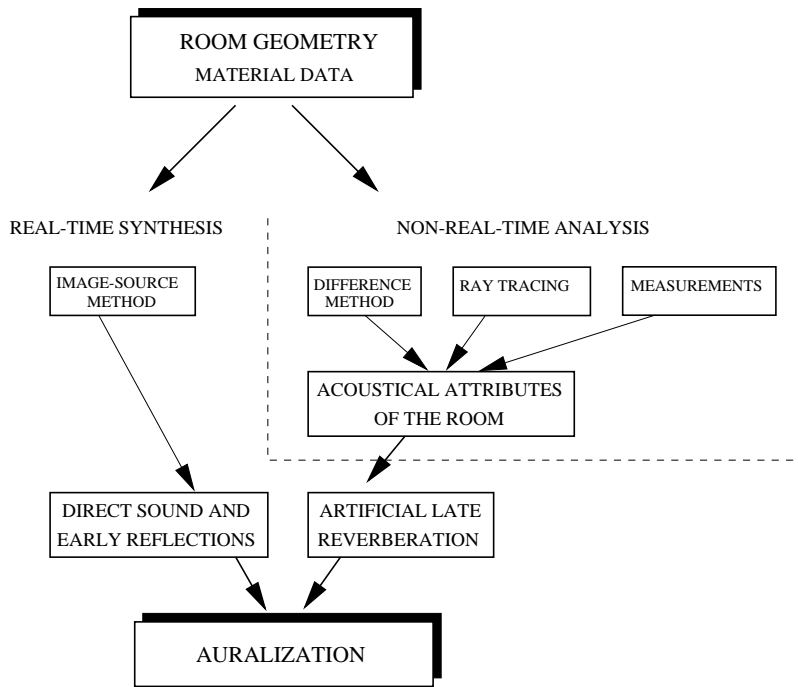 ROOM GEOMETRY
MATERIAL DATA
REAL-TIME SYNTHESIS
NON-REAL-TIME ANALYSIS
IMAGE-SOURCE
METHOD
DIFFERENCE
METHOD
RAY TRACING
MEASUREMENTS
ACOUSTICAL ATTRIBUTES
OF THE ROOM
DIRECT SOUND AND
EARLY REFLECTIONS
ARTIFICIAL LATE
REVERBERATION
AURALIZATION